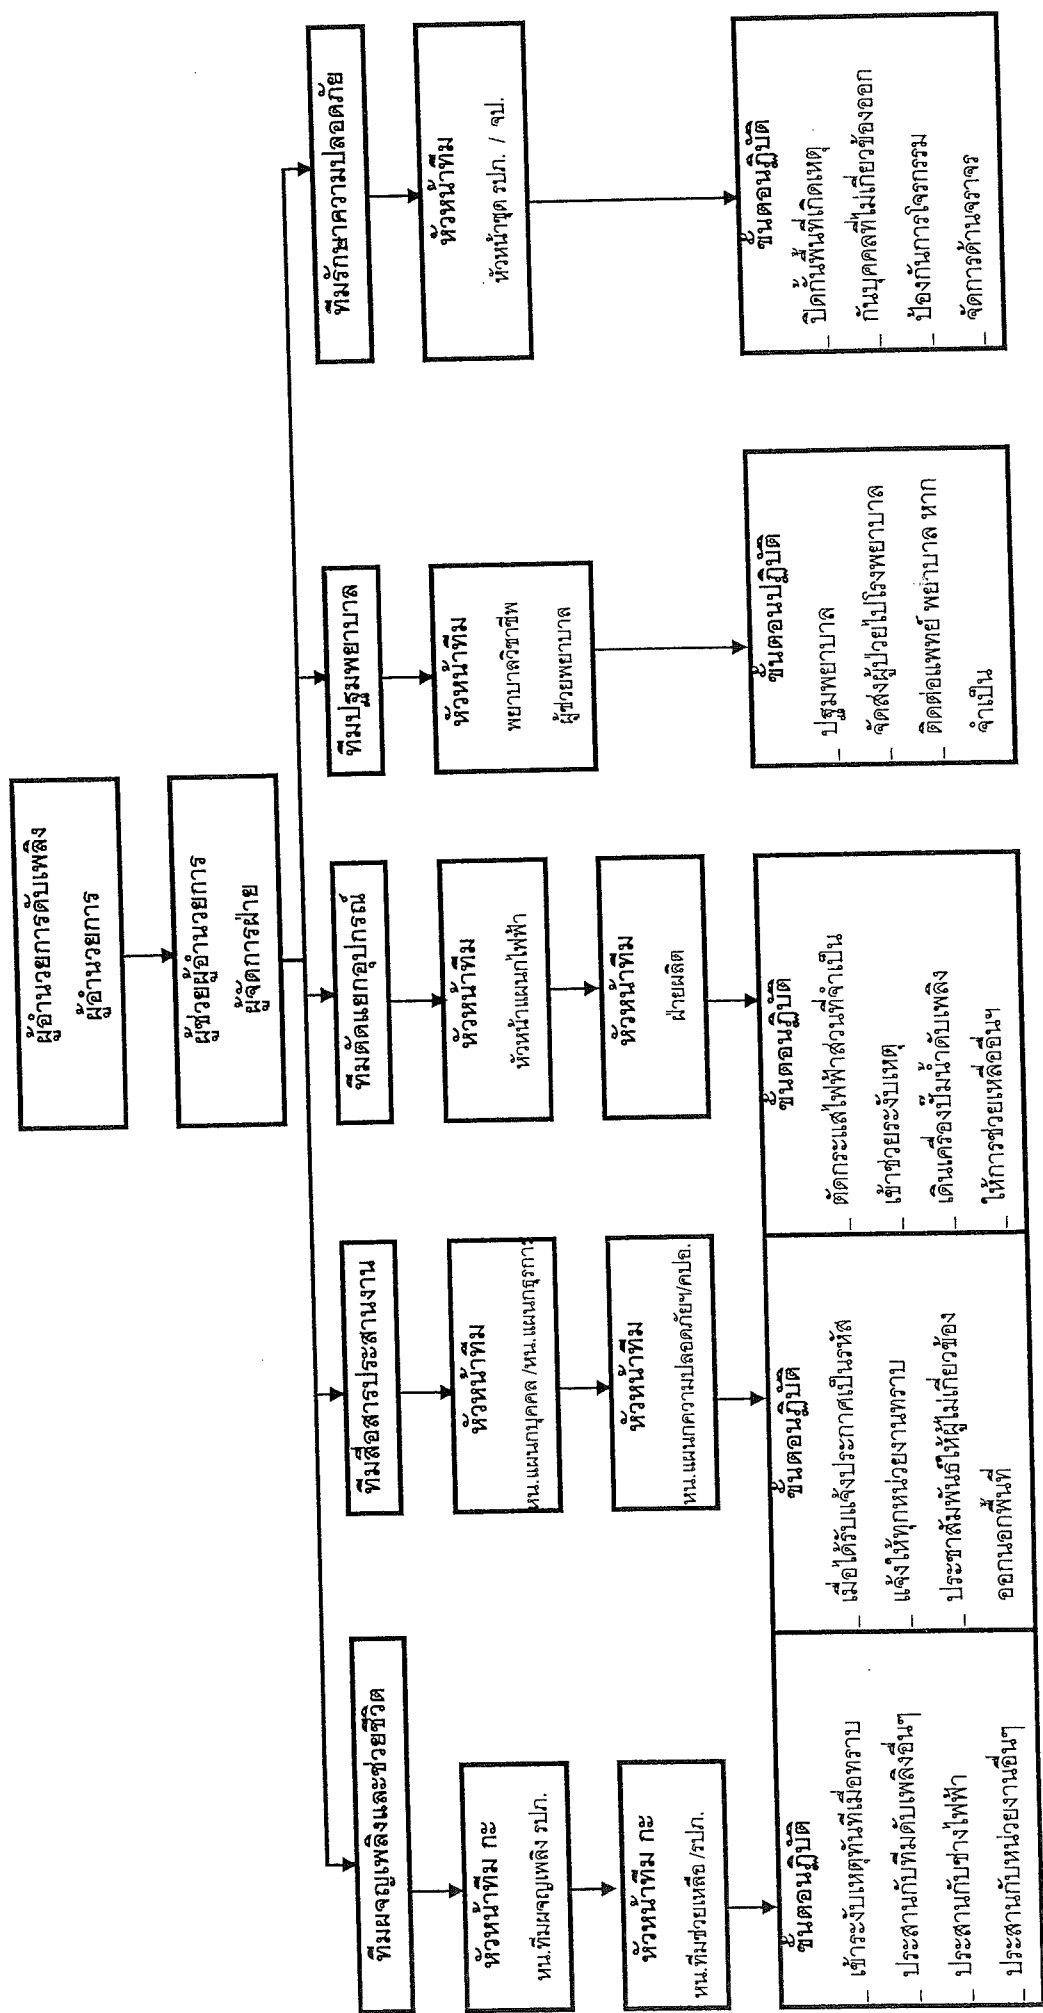 ผู้อำนวยการดับเพลิง
ผู้อำนวยการ
ผู้ช่วยผู้อำนวยการ
ผู้จัดการฝ่าย
ทีมผจญเพลิงและช่วยชีวิต
หัวหน้าทีม กะ
หน.ทีมผจญเพลิง รปภ.
หัวหน้าทีม กะ
หน.ทีมช่วยเหลือ /รปภ.
ขั้นตอนปฏิบัติ
_ เข้าระงับเหตุทันทีเมื่อทราบ
_ ประสานกับทีมดับเพลิงอื่นๆ
_ ประสานกับช่างไฟฟ้า
_ ประสานกับหน่วยงานอื่นๆ
ทีมสื่อสารประสานงาน
หัวหน้าทีม
หน.แผนกบุคคล /หน.แผนกธุรการ
หัวหน้าทีม
หน.แผนกความปลอดภัยฯ/คปอ.
ขั้นตอนปฏิบัติ
_ เมื่อได้รับแจ้งประกาศเป็นรหัส
_ แจ้งให้ทุกหน่วยงานทราบ
_ ประชาสัมพันธ์ให้ผู้ไม่เกี่ยวข้อง
ออกนอกพื้นที่
ทีมตัดแยกอุปกรณ์
หัวหน้าทีม
หัวหน้าแผนกไฟฟ้า
หัวหน้าทีม
ฝ่ายผลิต
ขั้นตอนปฏิบัติ
_ ตัดกระแสไฟฟ้าส่วนที่จำเป็น
_ เข้าช่วยระงับเหตุ
_ เดินเครื่องปั๊มน้ำดับเพลิง
_ ให้การช่วยเหลืออื่นฯ
ทีมปฐมพยาบาล
หัวหน้าทีม
พยาบาลวิชาชีพ
ผู้ช่วยพยาบาล
ขั้นตอนปฏิบัติ
_ ปฐมพยาบาล
_ จัดส่งผู้ป่วยไปโรงพยาบาล
_ ติดต่อแพทย์ พยาบาล หาก
จำเป็น
ทีมรักษาความปลอดภัย
หัวหน้าทีม
หัวหน้าชุด รปภ. / จป.
ขั้นตอนปฏิบัติ
_ ปิดกั้นพื้นที่เกิดเหตุ
_ กันบุคคลที่ไม่เกี่ยวข้องออก
_ ป้องกันการโจรกรรม
_ จัดการด้านจราจร